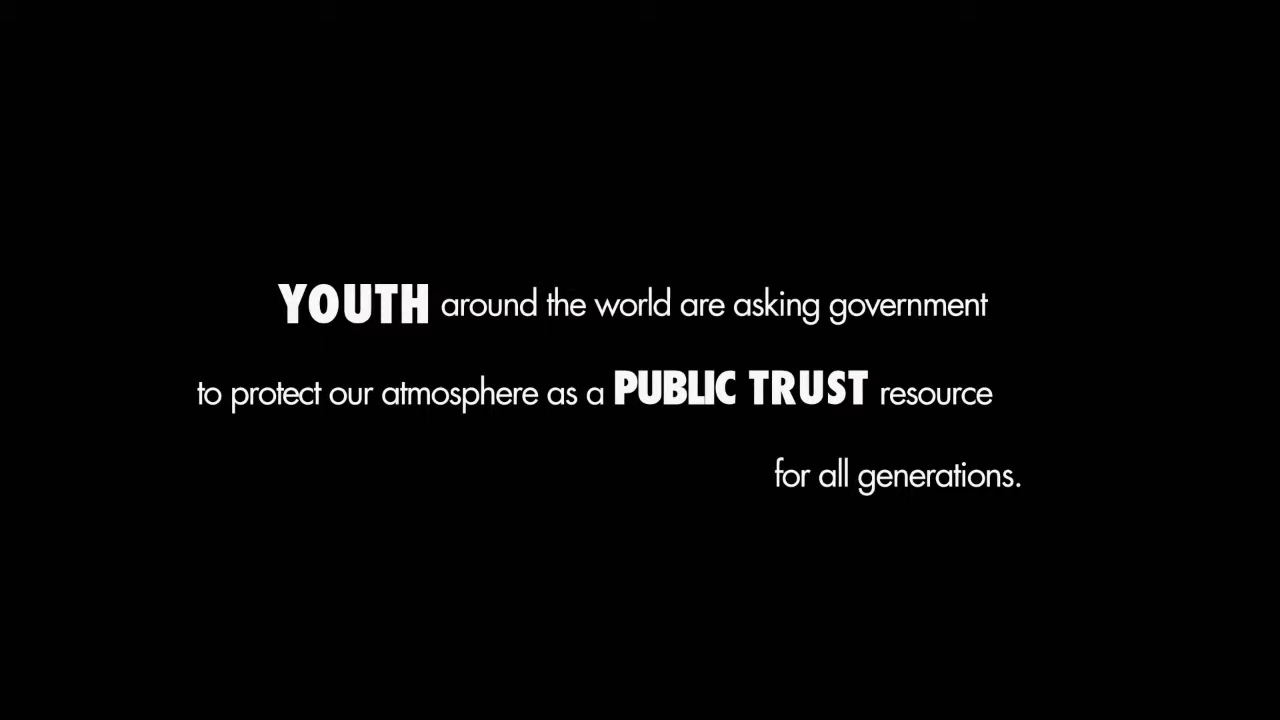 YOUTH around the world are asking government
to protect our atmosphere as a PUBLIC TRUST resource
for all generations.